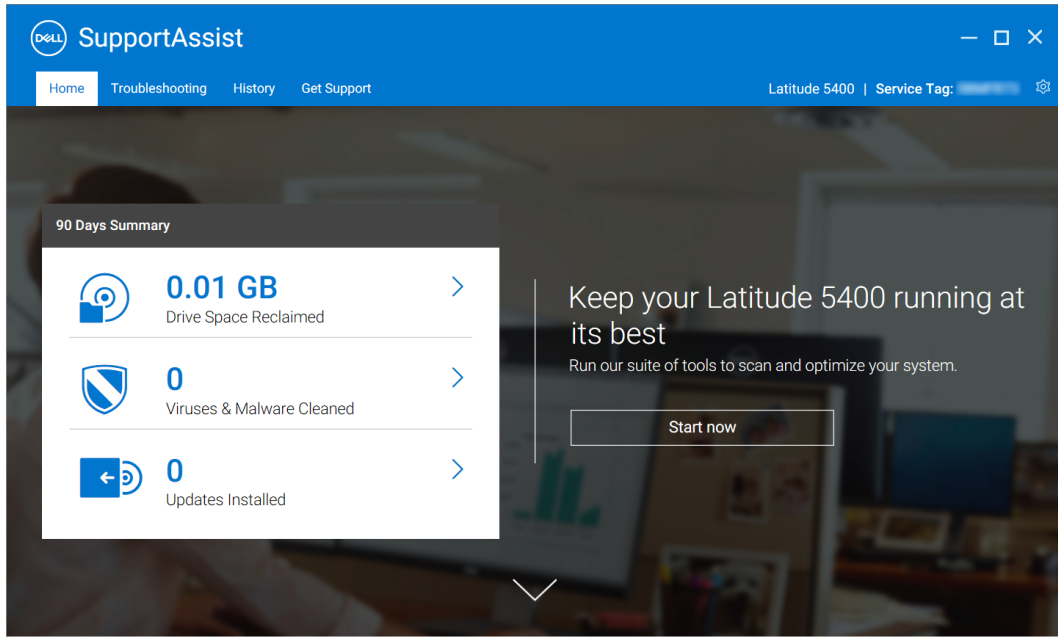 DELL SupportAssist
Home Troubleshooting History Get Support
Latitude 5400 | Service Tag:
90 Days Summary
0.01 GB
Drive Space Reclaimed
0
Viruses & Malware Cleaned
0
Updates Installed
Keep your Latitude 5400 running at
its best
Run our suite of tools to scan and optimize your system.
Start now